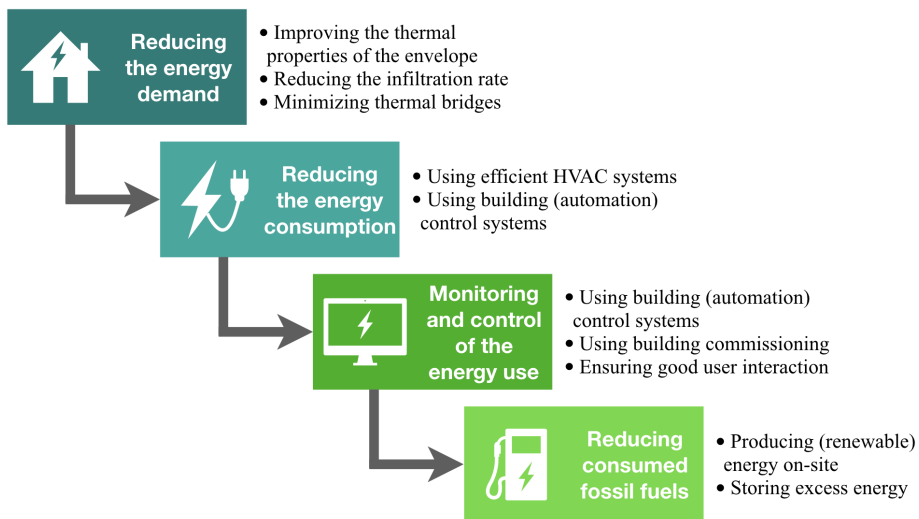 Reducing
the energy
demand
• Improving the thermal
properties of the envelope
• Reducing the infiltration rate
• Minimizing thermal bridges
Reducing
the energy
consumption
• Using efficient HVAC systems
• Using building (automation)
control systems
Monitoring
and control
of the
energy use
• Using building (automation)
control systems
• Using building commissioning
• Ensuring good user interaction
Reducing
consumed
fossil fuels
• Producing (renewable)
energy on-site
• Storing excess energy